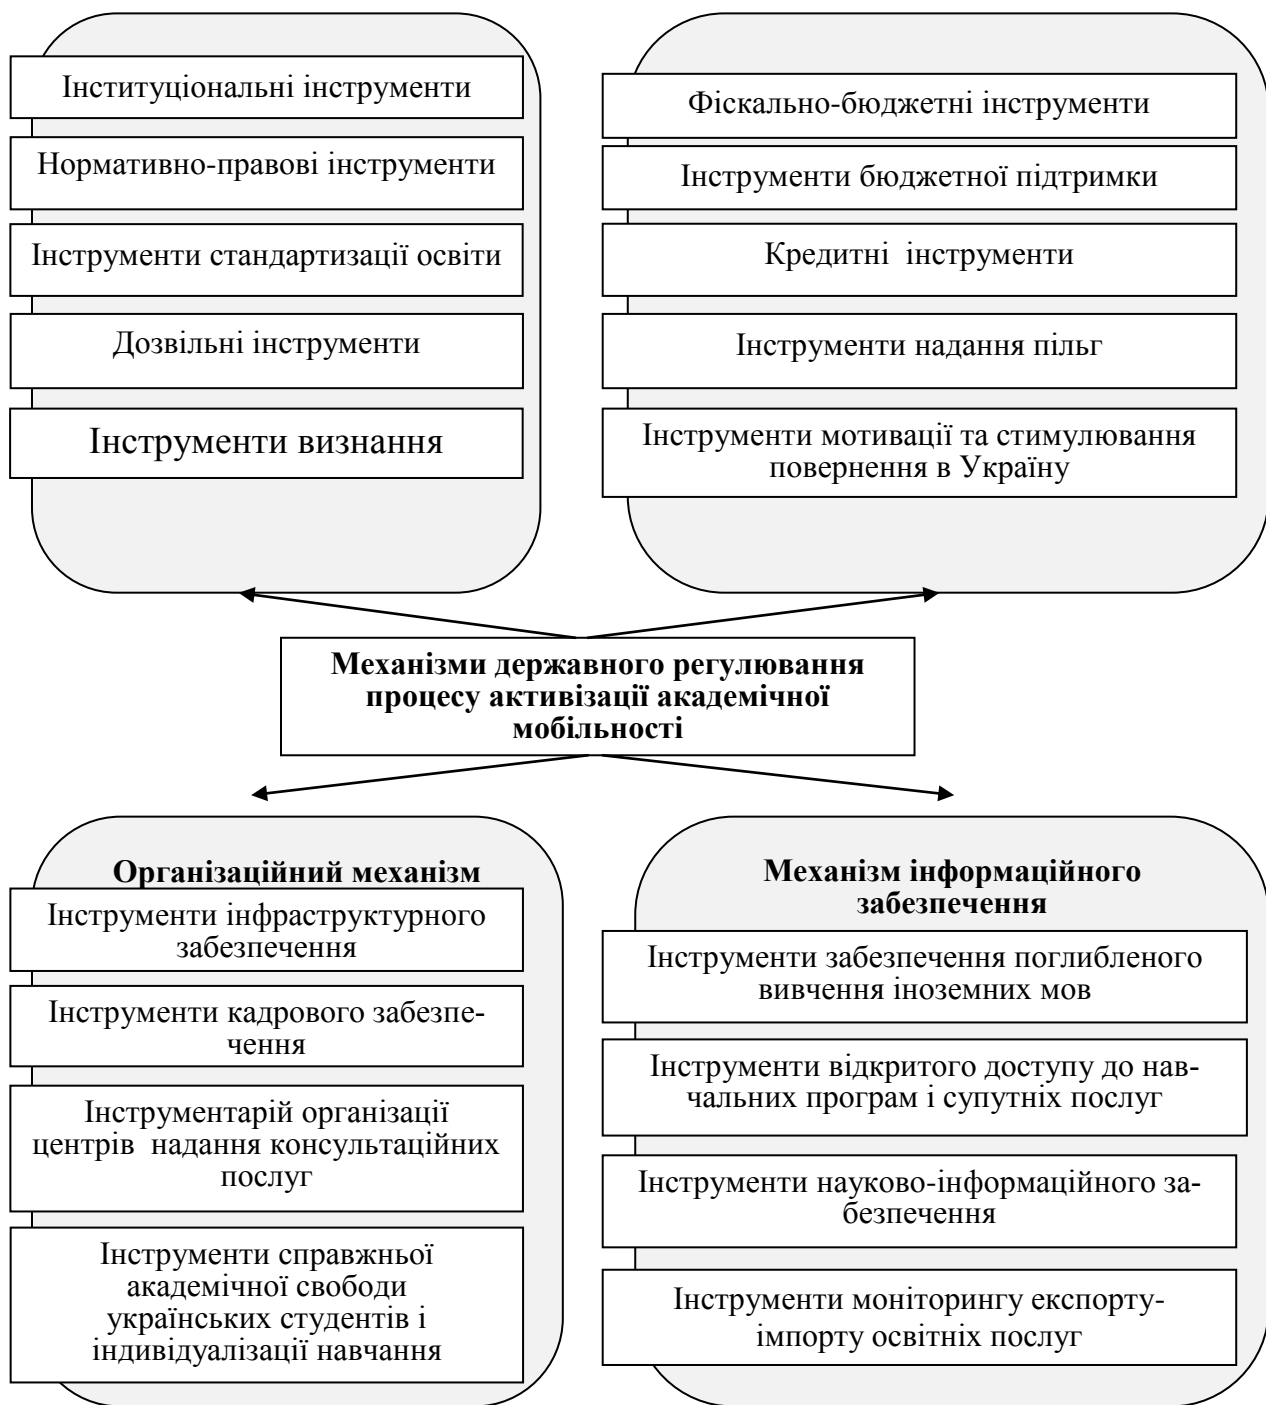 Інституціональні інструменти
Нормативно-правові інструменти
Інструменти стандартизації освіти
Дозвільні інструменти
Інструменти визнання
Фіскально-бюджетні інструменти
Інструменти бюджетної підтримки
Кредитні  інструменти
Інструменти надання пільг
Інструменти мотивації та стимулювання
повернення в Україну
Механізми державного регулювання
процесу активізації академічної
мобільності
Організаційний механізм
Інструменти інфраструктурного
забезпечення
Інструменти кадрового забезпе-
чення
Інструментарій організації
центрів  надання консультаційних
послуг
Інструменти справжньої
академічної свободи
українських студентів і
індивідуалізації навчання
Механізм інформаційного
забезпечення
Інструменти забезпечення поглибленого
вивчення іноземних мов
Інструменти відкритого доступу до нав-
чальних програм і супутніх послуг
Інструменти науково-інформаційного за-
безпечення
Інструменти моніторингу експорту-
імпорту освітніх послуг